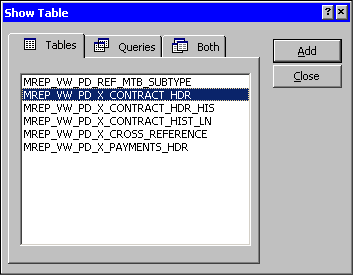 Show Table
Tables
Queries
Both
Add
Close
MREP_VW_PD_REF_MTB_SUBTYPE
MREP_VW_PD_X_CONTRACT_HDR
MREP_VW_PD_X_CONTRACT_HDR_HIS
MREP_VW_PD_X_CONTRACT_HIST_LN
MREP_VW_PD_X_CROSS_REFERENCE
MREP_VW_PD_X_PAYMENTS_HDR